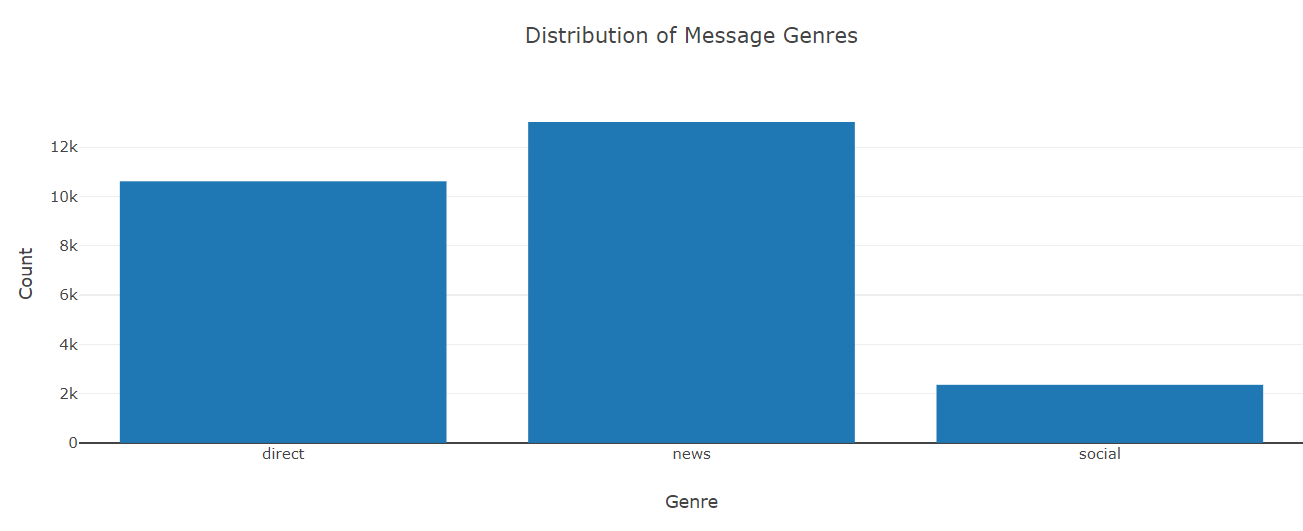 Distribution of Message Genres
12k
10k
8k
6k
4k
2k
0
Count
direct news social
Genre